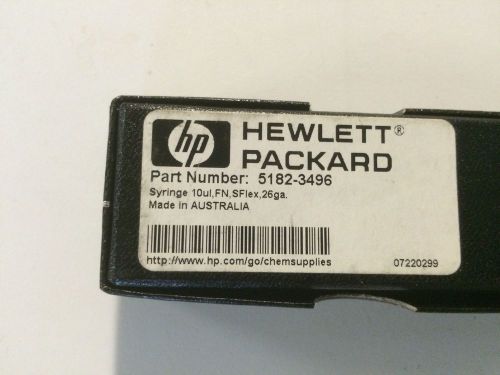 hp
HEWLETT®
PACKARD
Part Number: 5182-3496
Syringe 10ul,FN,SFlex,26ga.
Made in AUSTRALIA
http://www.hp.com/go/chemsupplies
07220299